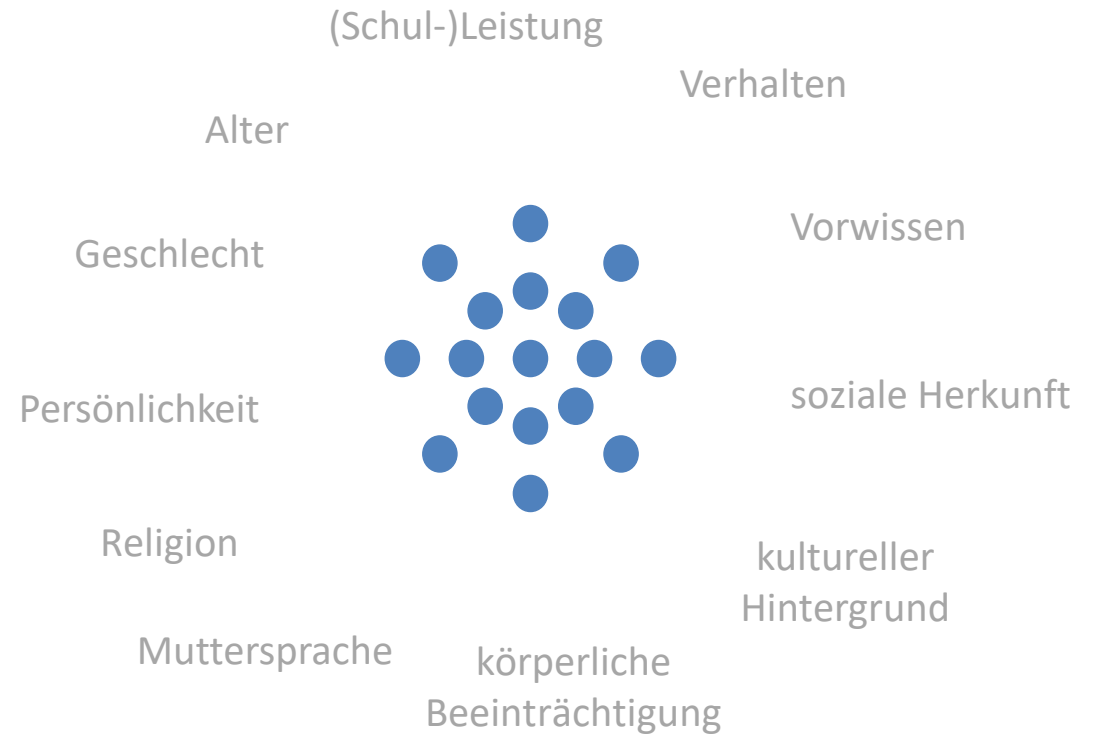 (Schul-)Leistung
Verhalten
Alter
Vorwissen
Geschlecht
soziale Herkunft
Persönlichkeit
Religion
kultureller
Hintergrund
Muttersprache
körperliche
Beeinträchtigung